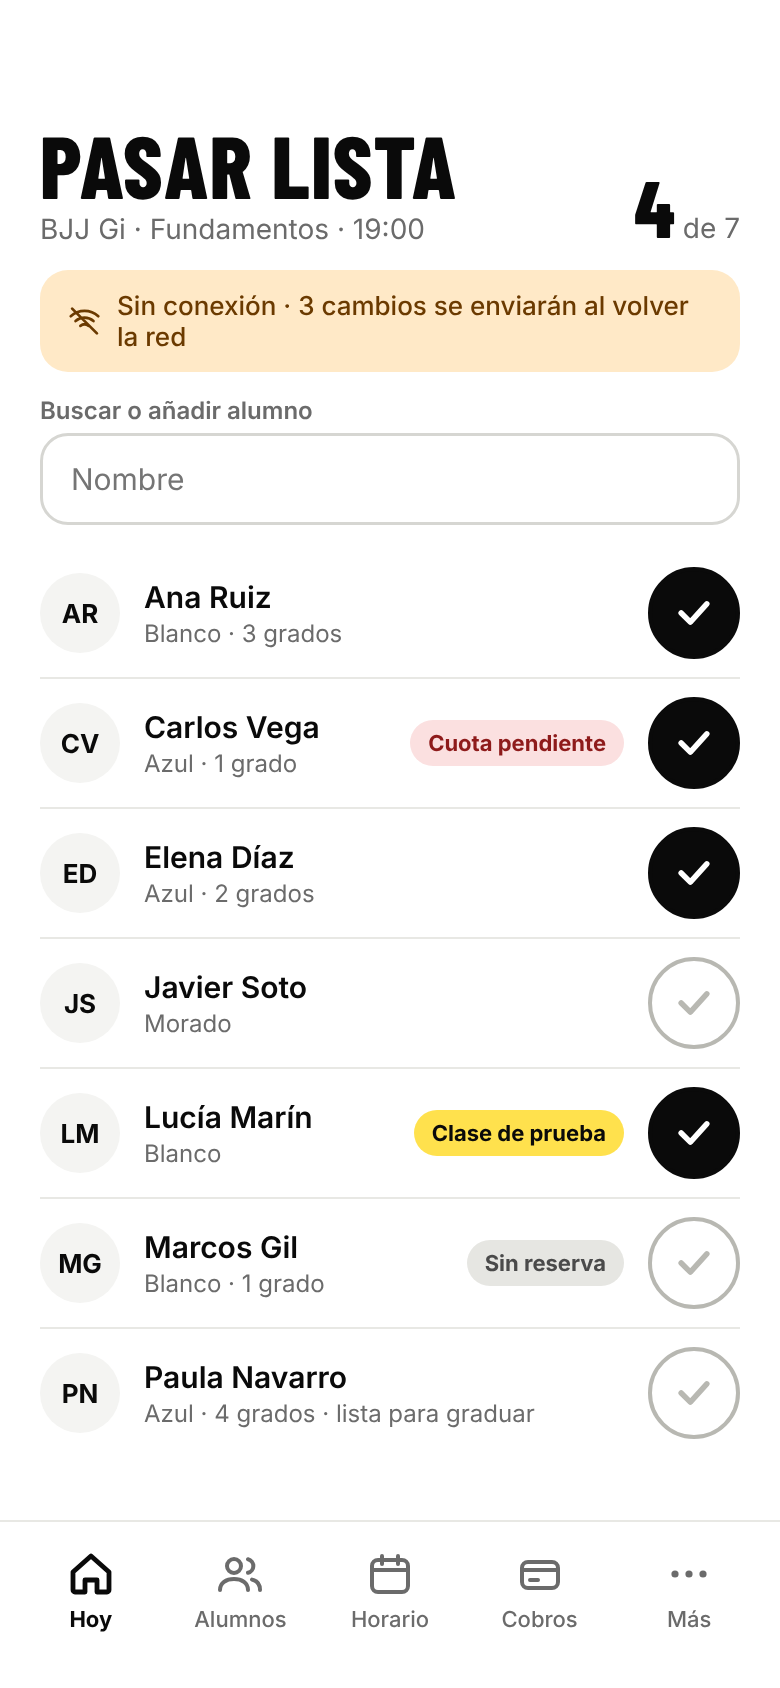 PASAR LISTA
BJJ Gi · Fundamentos · 19:00
4 de 7
Sin conexión · 3 cambios se enviarán al volver
la red
Buscar o añadir alumno
Nombre
AR
Ana Ruiz
Blanco · 3 grados
CV
Carlos Vega
Azul · 1 grado
Cuota pendiente
ED
Elena Díaz
Azul · 2 grados
JS
Javier Soto
Morado
LM
Lucía Marín
Blanco
Clase de prueba
MG
Marcos Gil
Blanco · 1 grado
Sin reserva
PN
Paula Navarro
Azul · 4 grados · lista para graduar
Hoy
Alumnos
Horario
Cobros
Más